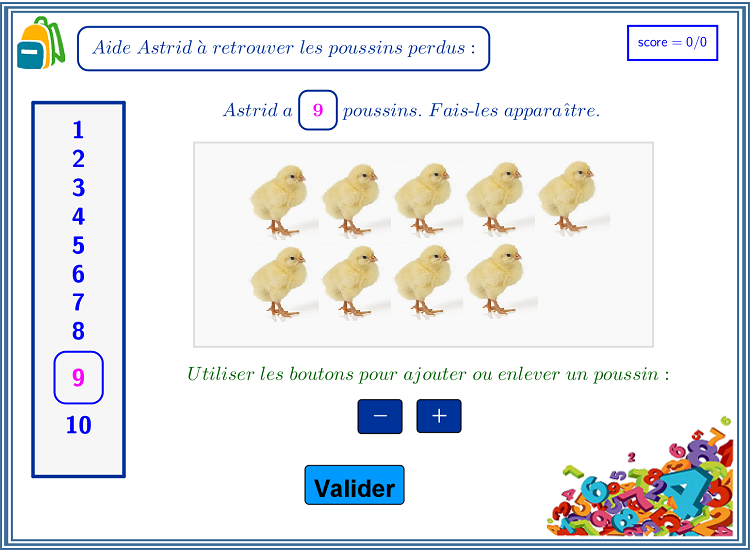 Aide Astrid à retrouver les poussins perdus :
score = 0/0
Astrid a 9 poussins. Fais-les apparaître.
1
2
3
4
5
6
7
8
9
10
Utiliser les boutons pour ajouter ou enlever un poussin :
− +
Valider